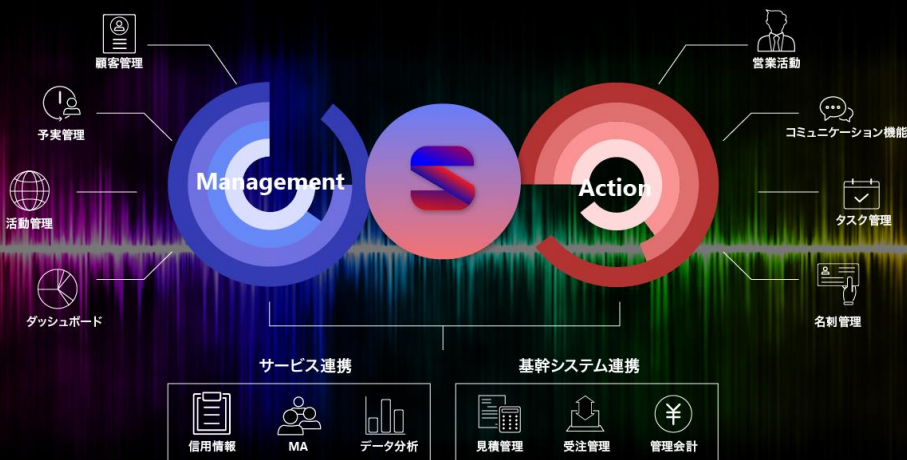 顧客管理
予実管理
活動管理
ダッシュボード
Management
S
Action
営業活動
コミュニケーション機能
タスク管理
名刺管理
サービス連携
信用情報
MA
データ分析
基幹システム連携
見積管理
受注管理
¥
管理会計